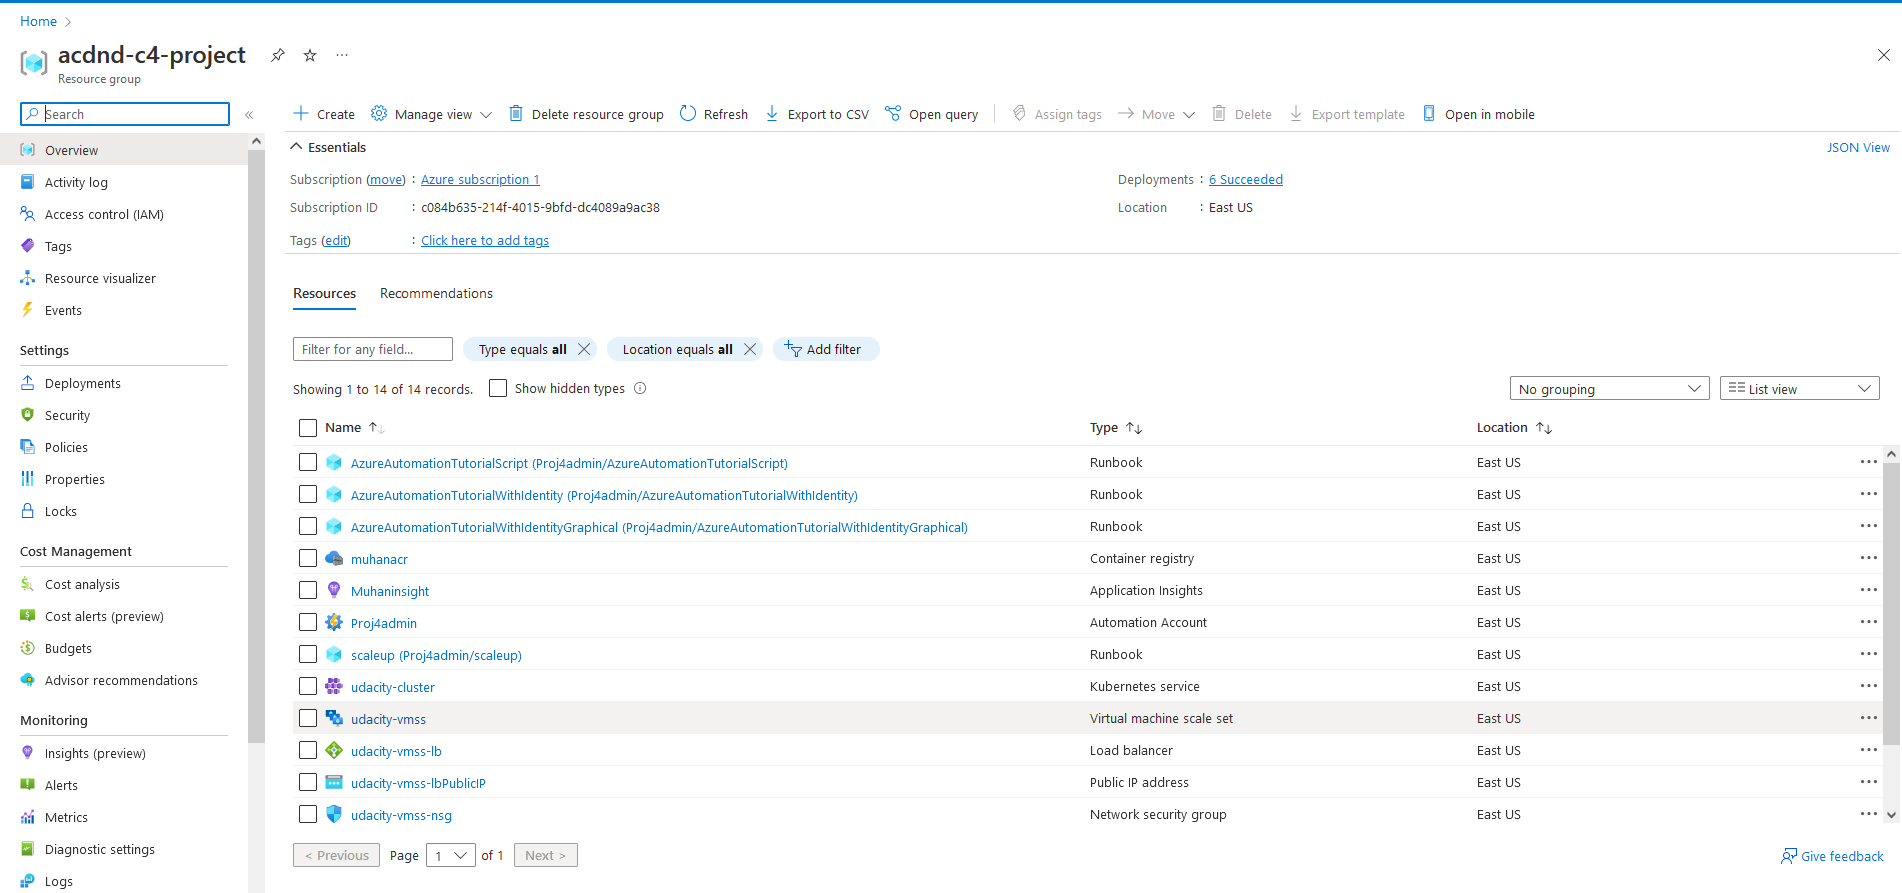 Home
acdnd-c4-project
Resource group
Search
Create
Manage view
Delete resource group
Refresh
Export to CSV
Open query
Assign tags
Move
Delete
Export template
Open in mobile
Overview
Activity log
Access control (IAM)
Tags
Resource visualizer
Events
Settings
Deployments
Security
Policies
Properties
Locks
Cost Management
Cost analysis
Cost alerts (preview)
Budgets
Advisor recommendations
Monitoring
Insights (preview)
Alerts
Metrics
Diagnostic settings
Logs
Essentials
JSON View
Subscription (move) : Azure subscription 1
Deployments : 6 Succeeded
Subscription ID : c084b635-214f-4015-9bfd-dc4089a9ac38
Location : East US
Tags (edit) : Click here to add tags
Resources Recommendations
Filter for any field... Type equals all Location equals all Add filter
Showing 1 to 14 of 14 records. Show hidden types No grouping List view
Name Type Location
AzureAutomationTutorialScript (Proj4admin/AzureAutomationTutorialScript) Runbook East US
AzureAutomationTutorialWithIdentity (Proj4admin/AzureAutomationTutorialWithIdentity) Runbook East US
AzureAutomationTutorialWithIdentityGraphical (Proj4admin/AzureAutomationTutorialWithIdentityGraphical) Runbook East US
muhanacr Container registry East US
Muhaninsight Application Insights East US
Proj4admin Automation Account East US
scaleup (Proj4admin/scaleup) Runbook East US
udacity-cluster Kubernetes service East US
udacity-vmss Virtual machine scale set East US
udacity-vmss-lb Load balancer East US
udacity-vmss-lbPublicIP Public IP address East US
udacity-vmss-nsg Network security group East US
< Previous Page 1 of 1 Next >
Give feedback